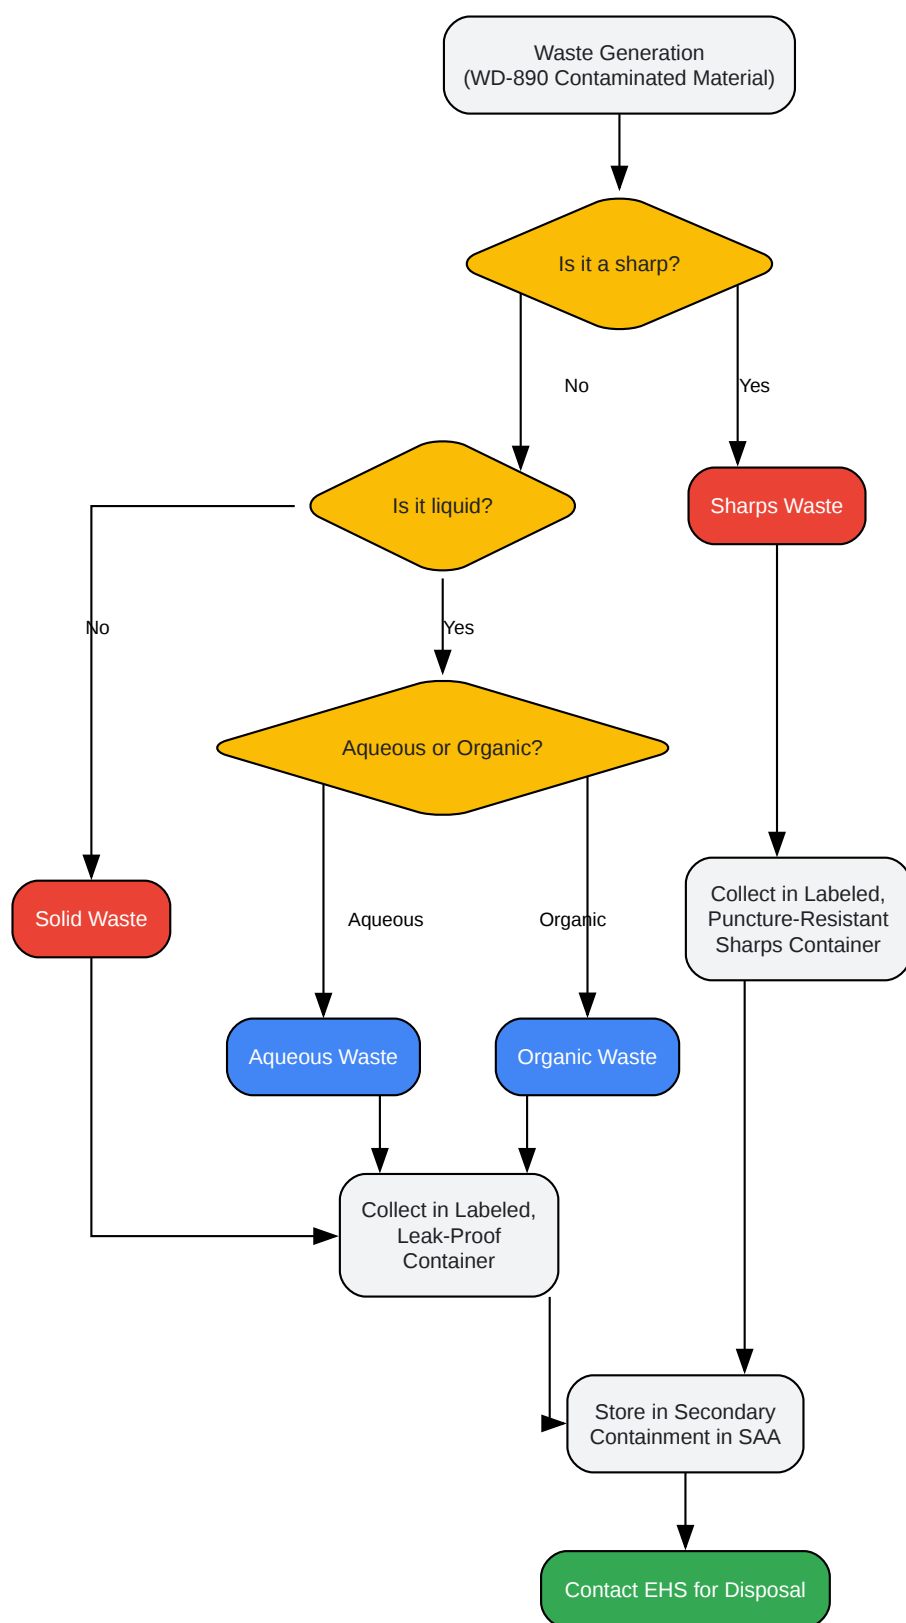 Waste Generation
(WD-890 Contaminated Material)
Is it a sharp?
No
Yes
Is it liquid?
Sharps Waste
No
Yes
Aqueous or Organic?
Solid Waste
Aqueous
Organic
Collect in Labeled,
Puncture-Resistant
Sharps Container
Aqueous Waste
Organic Waste
Collect in Labeled,
Leak-Proof
Container
Store in Secondary
Containment in SAA
Contact EHS for Disposal